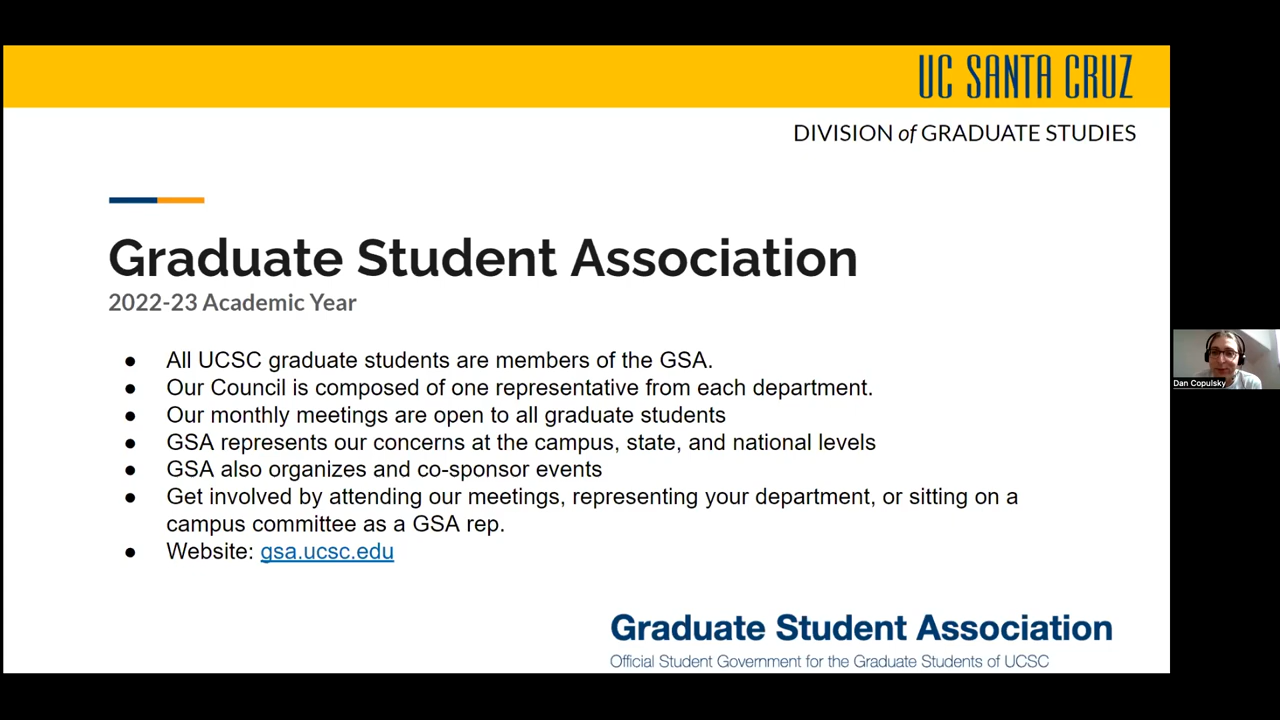 UC SANTA CRUZ
DIVISION of GRADUATE STUDIES
Graduate Student Association
2022-23 Academic Year
● All UCSC graduate students are members of the GSA.
● Our Council is composed of one representative from each department.
● Our monthly meetings are open to all graduate students
● GSA represents our concerns at the campus, state, and national levels
● GSA also organizes and co-sponsor events
● Get involved by attending our meetings, representing your department, or sitting on a
campus committee as a GSA rep.
● Website: gsa.ucsc.edu
Dan Copulsky
Graduate Student Association
Official Student Government for the Graduate Students of UCSC